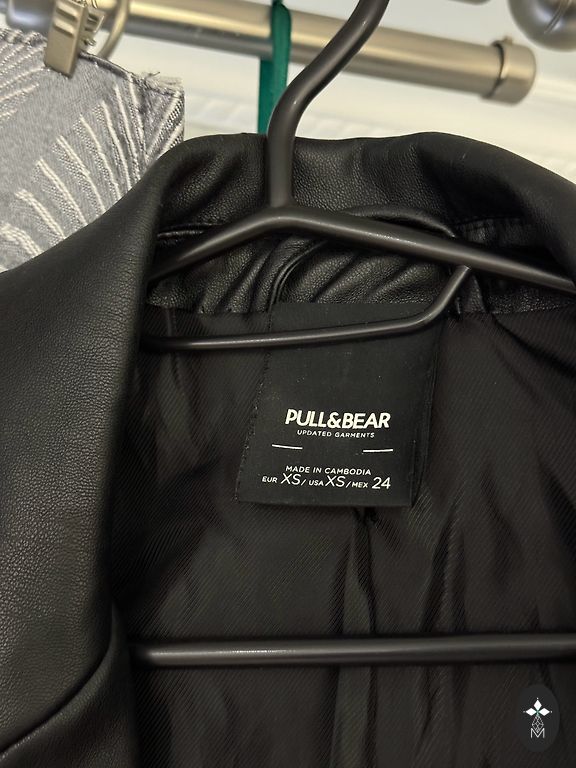 PULL&BEAR
UPDATED GARMENTS
MADE IN CAMBODIA
EUR XS/ USA XS/MEX 24